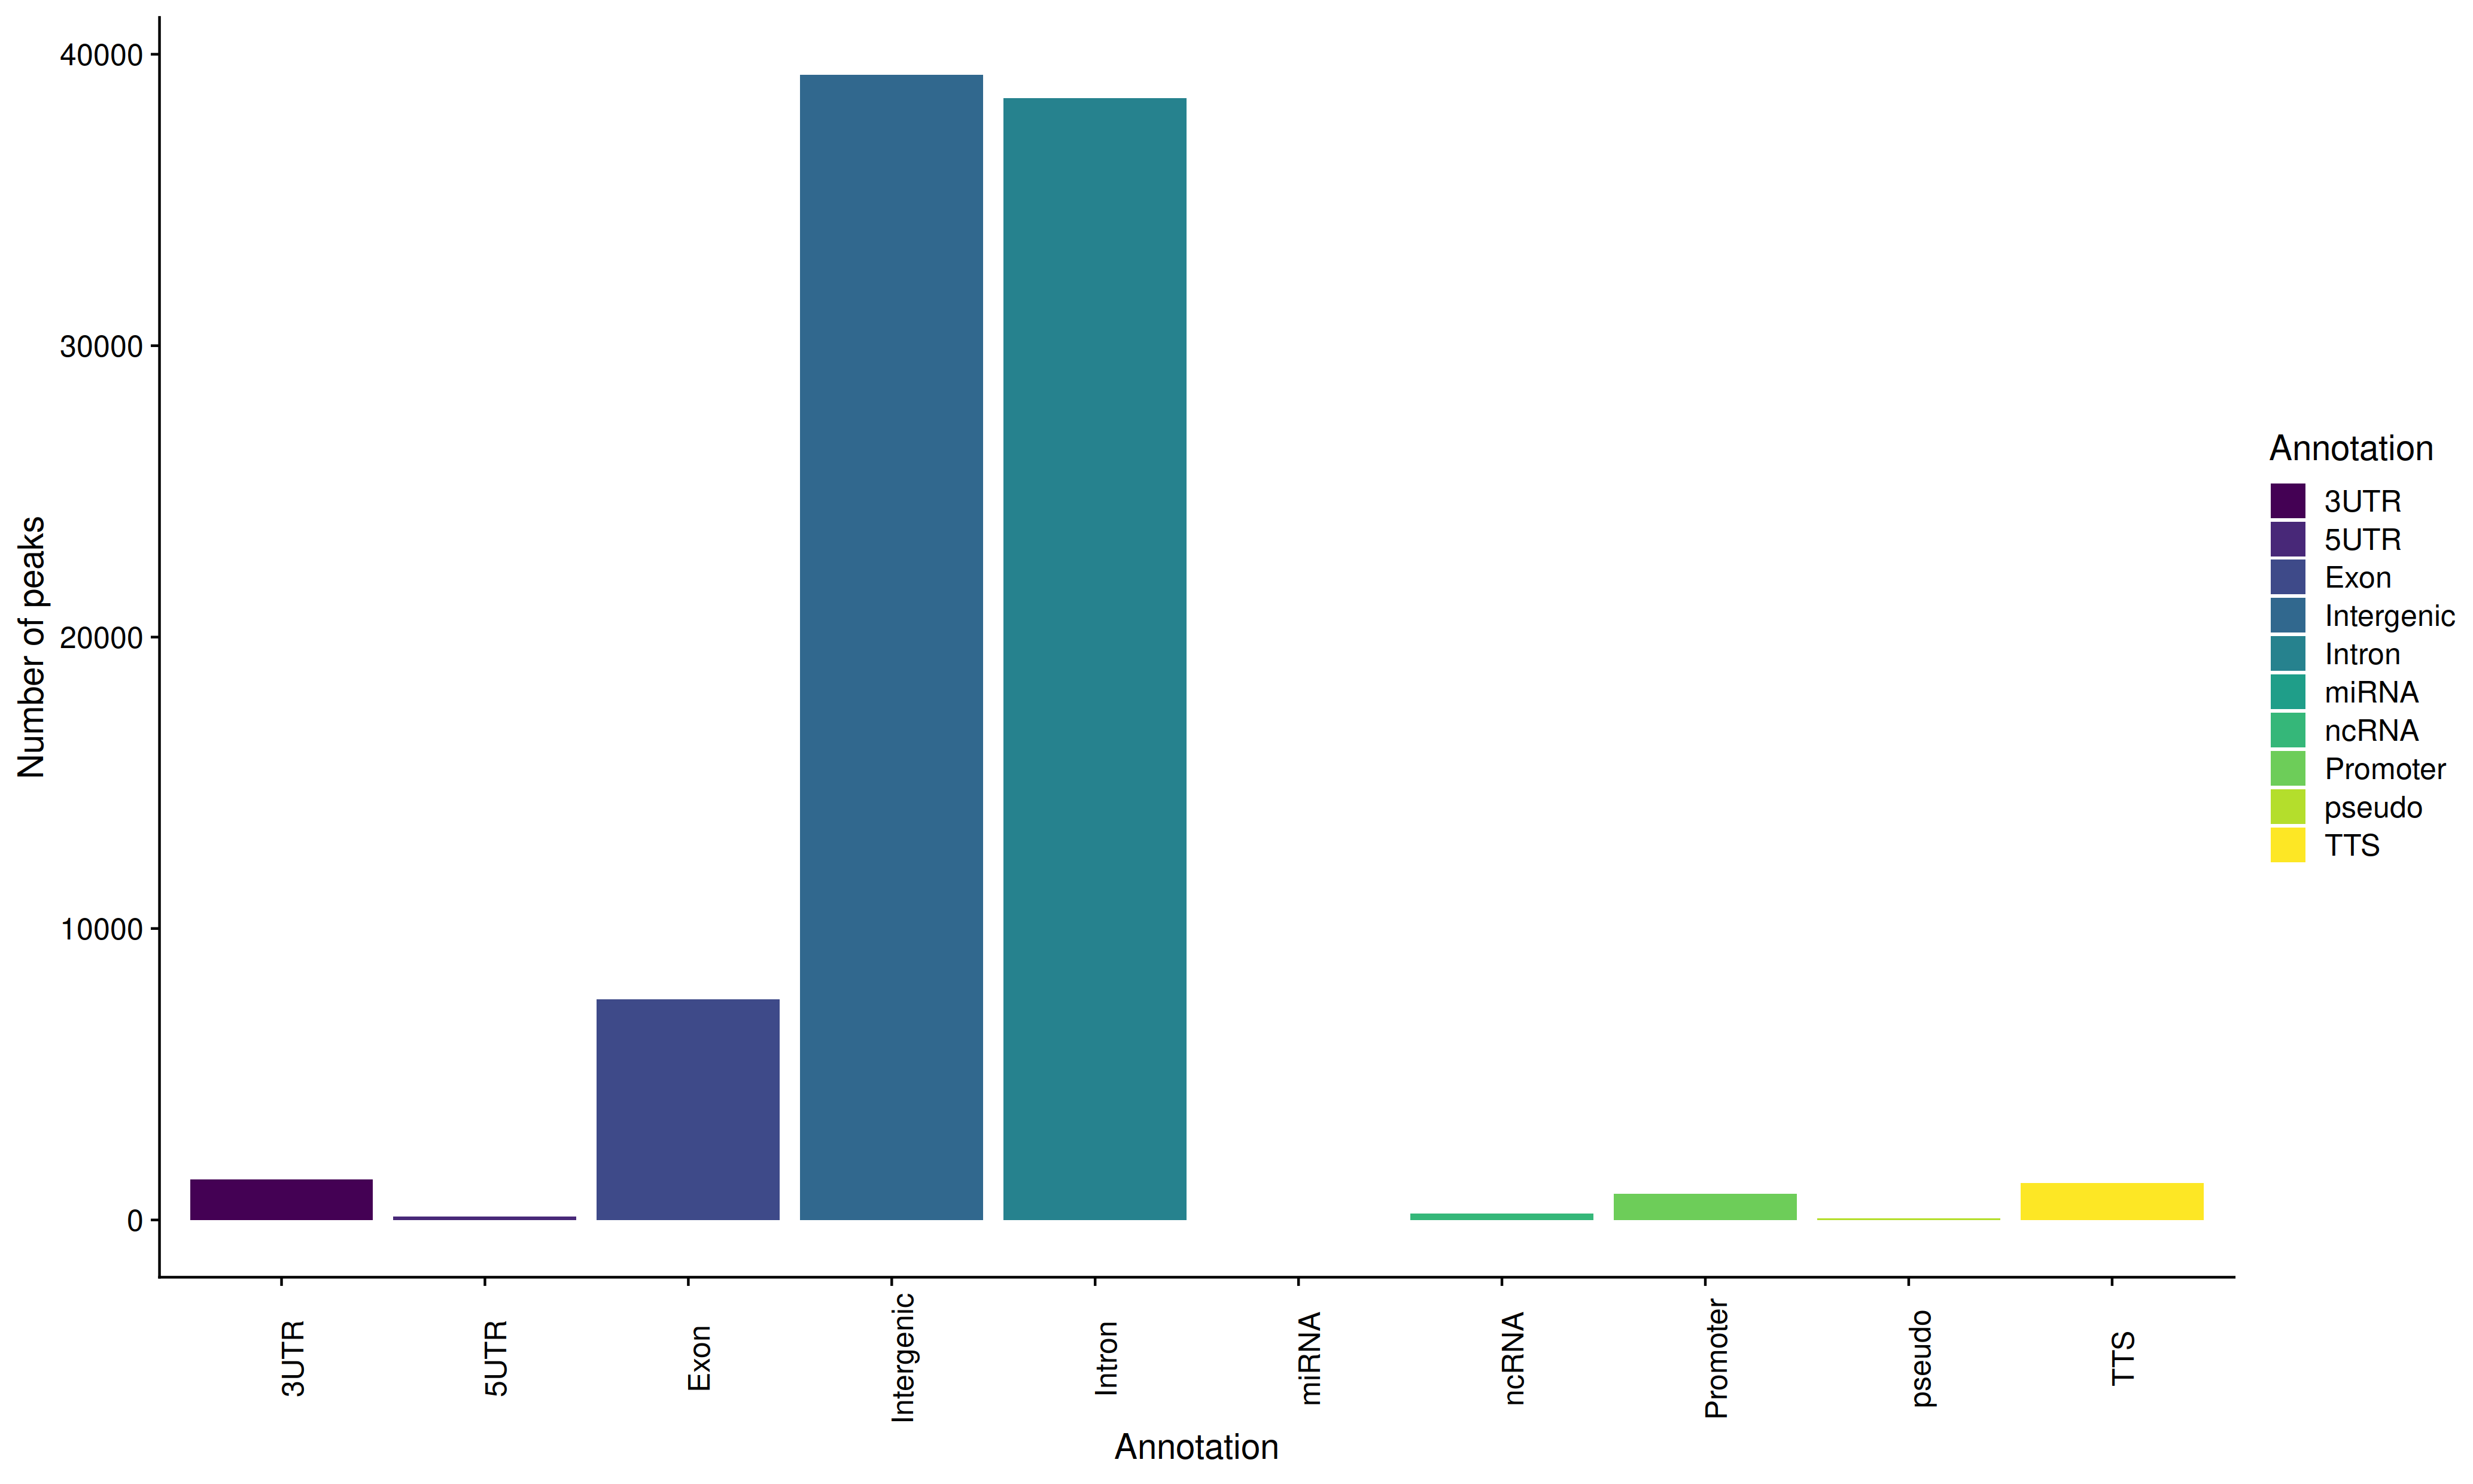 40000
30000
20000
10000
0
Number of peaks
3UTR
5UTR
Exon
Intergenic
Intron
miRNA
ncRNA
Promoter
pseudo
TTS
Annotation
Annotation
3UTR
5UTR
Exon
Intergenic
Intron
miRNA
ncRNA
Promoter
pseudo
TTS